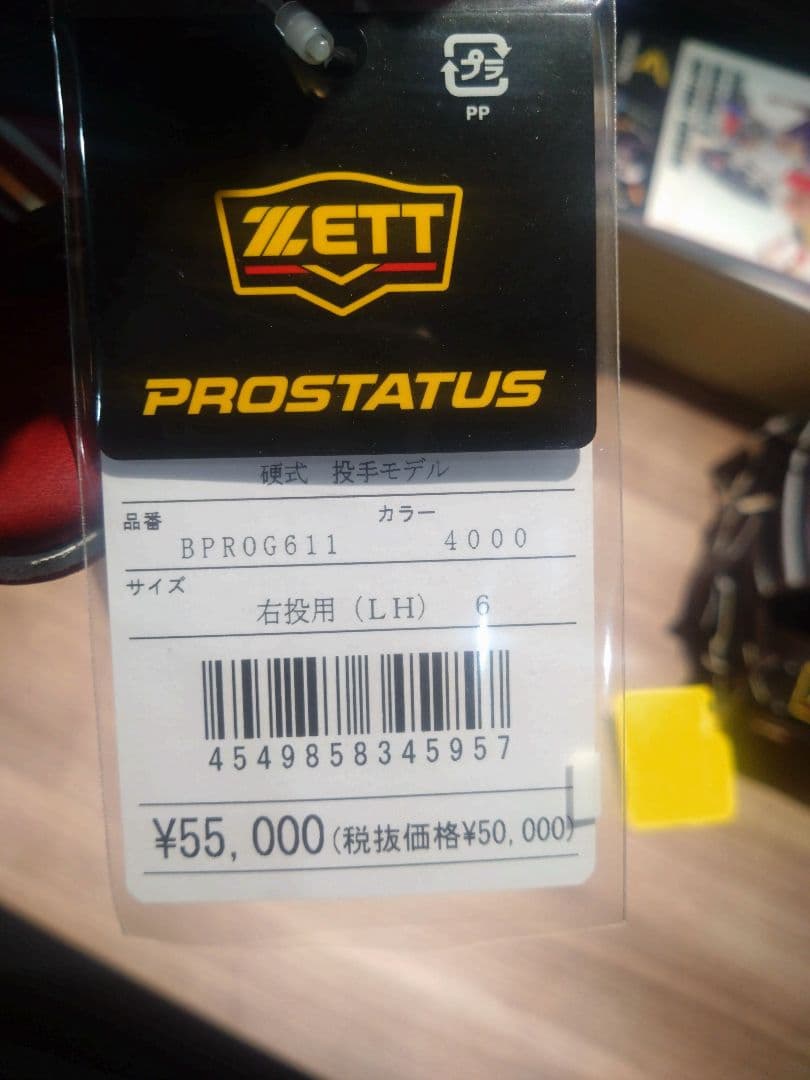 プラ
PP
ZETT
PROSTATUS
硬式 投手モデル
品番 カラー
BPROG611 4000
サイズ
右投用(LH) 6
4549858345957
¥55,000(税抜価格¥50,000)